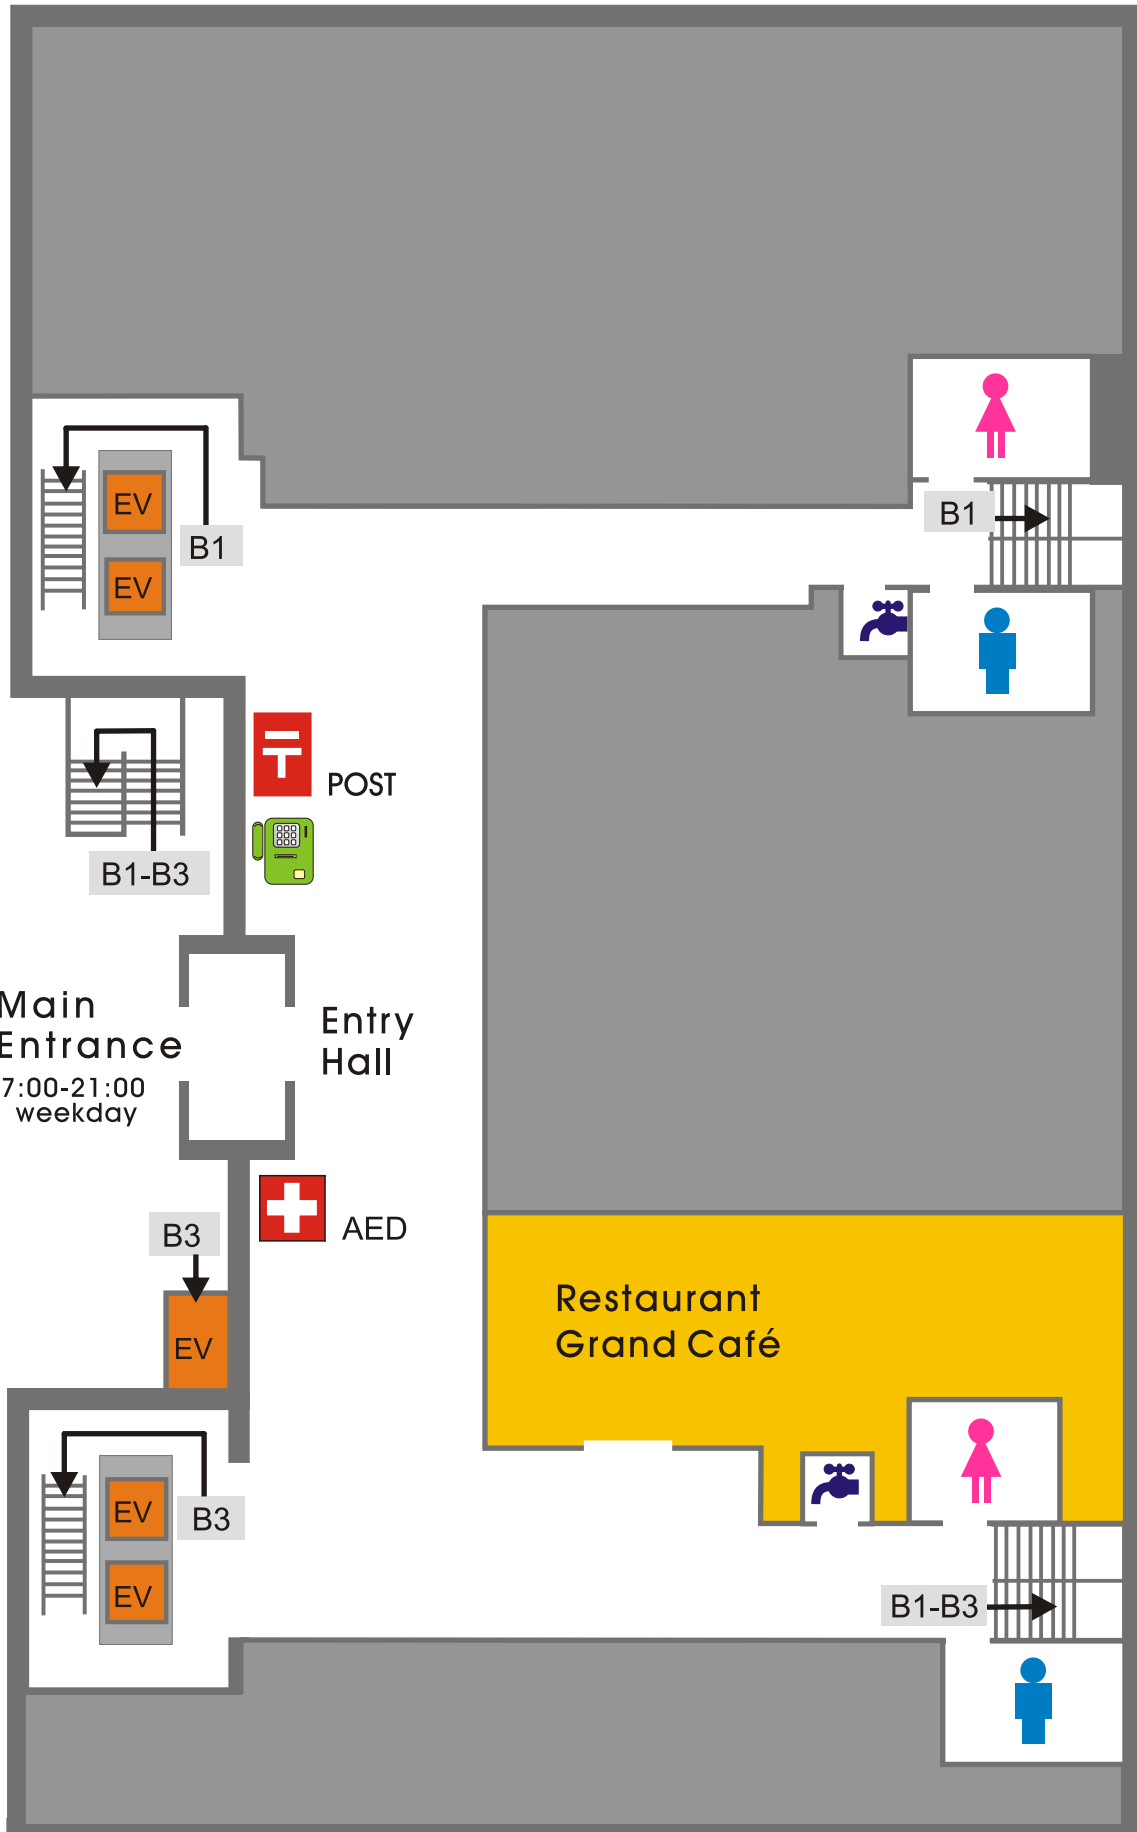 EV
EV
B1
B1
POST
B1-B3
Main
Entrance
7:00-21:00
weekday
Entry
Hall
B3
AED
EV
Restaurant
Grand Café
EV
EV
B3
B1-B3